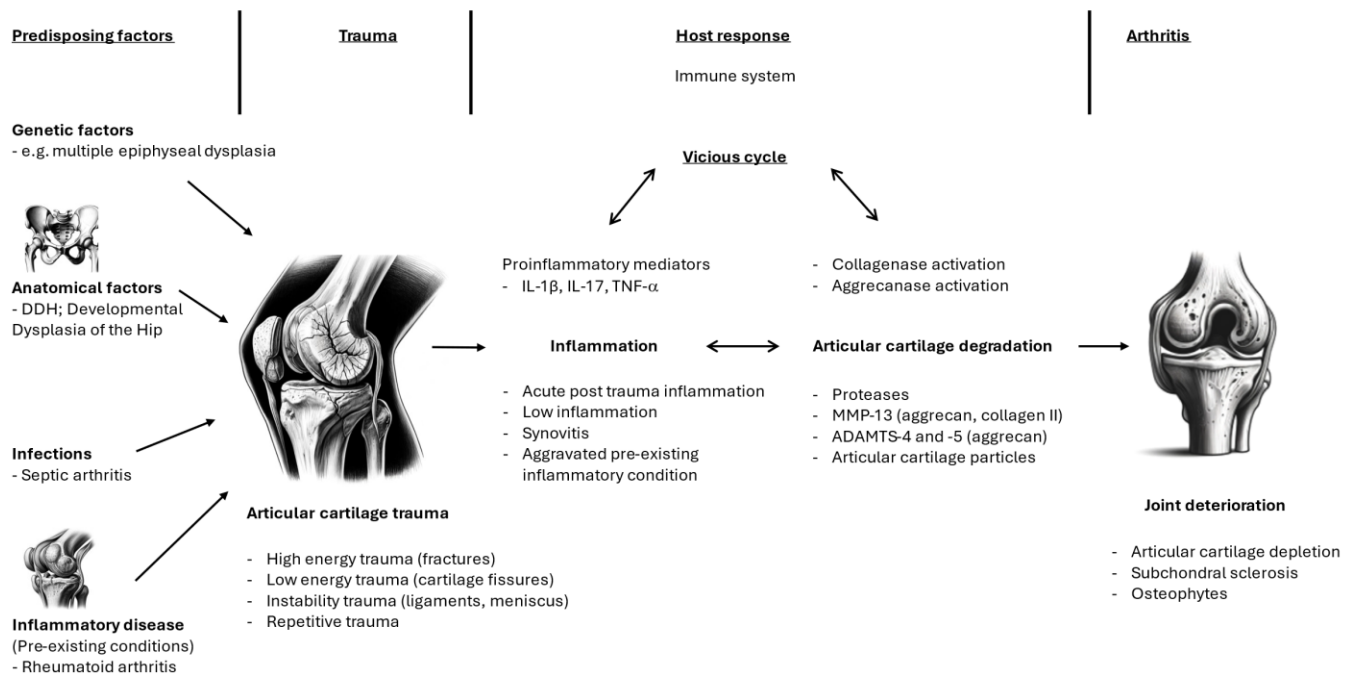 Predisposing factors
Trauma
Host response
Arthritis
Immune system
Genetic factors
- e.g. multiple epiphyseal dysplasia
Vicious cycle
Anatomical factors
- DDH; Developmental
Dysplasia of the Hip
Infections
- Septic arthritis
Inflammatory disease
(Pre-existing conditions)
- Rheumatoid arthritis
Articular cartilage trauma
- High energy trauma (fractures)
- Low energy trauma (cartilage fissures)
- Instability trauma (ligaments, meniscus)
- Repetitive trauma
Proinflammatory mediators
- IL-1β, IL-17, TNF-α
Inflammation
- Acute post trauma inflammation
- Low inflammation
- Synovitis
- Aggravated pre-existing
inflammatory condition
- Collagenase activation
- Aggrecanase activation
Articular cartilage degradation
- Proteases
- MMP-13 (aggrecan, collagen II)
- ADAMTS-4 and -5 (aggrecan)
- Articular cartilage particles
Joint deterioration
- Articular cartilage depletion
- Subchondral sclerosis
- Osteophytes